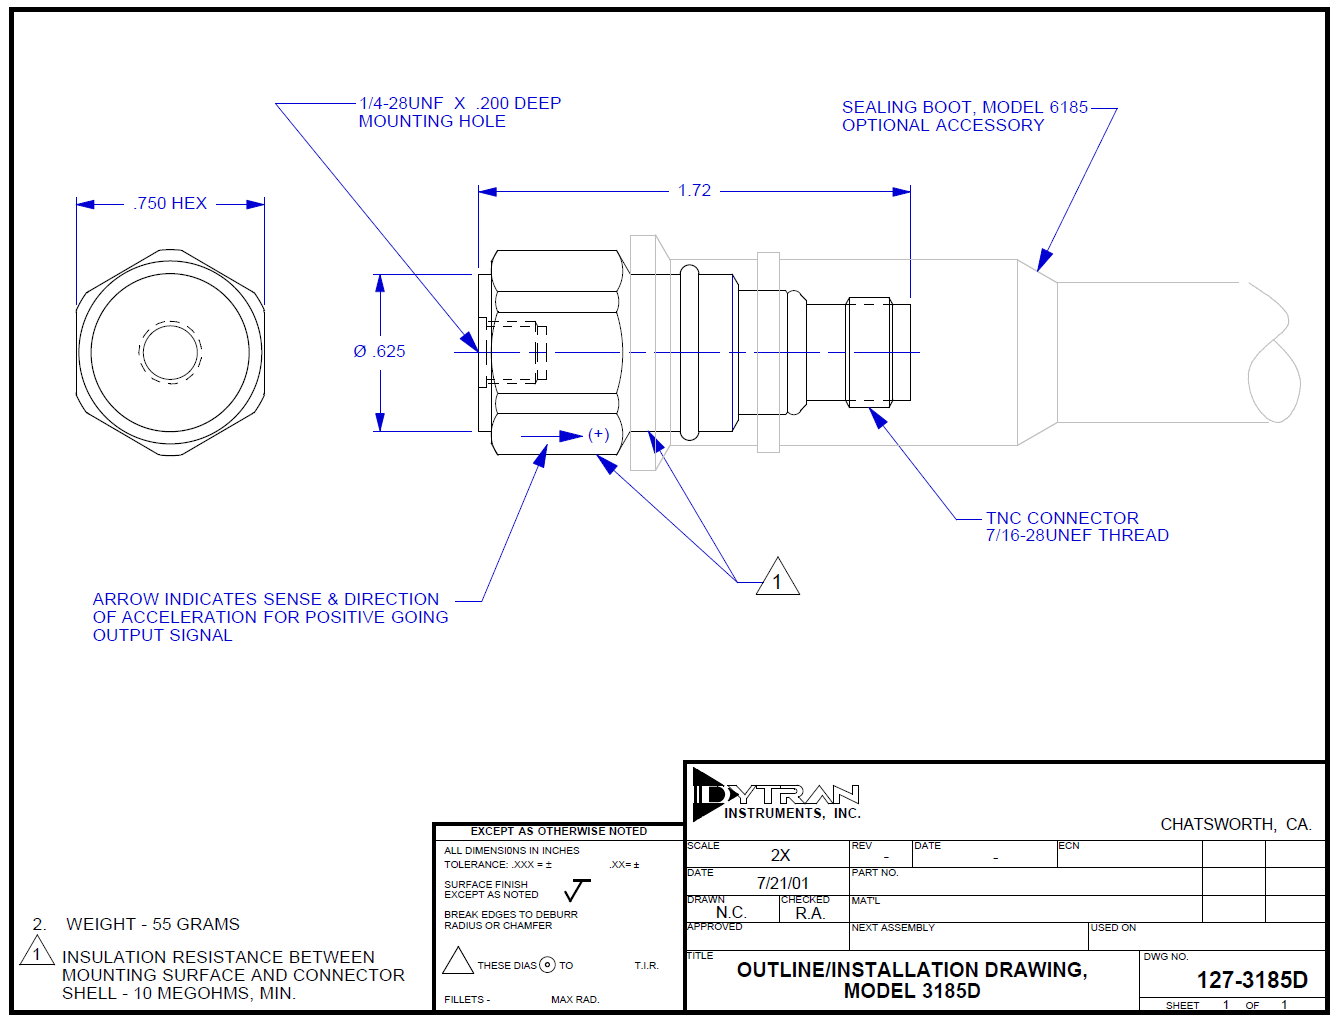 1/4-28UNF X .200 DEEP
MOUNTING HOLE
SEALING BOOT, MODEL 6185
OPTIONAL ACCESSORY
1.72
.750 HEX
Ø .625
(+)
TNC CONNECTOR
7/16-28UNEF THREAD
1
ARROW INDICATES SENSE & DIRECTION
OF ACCELERATION FOR POSITIVE GOING
OUTPUT SIGNAL
2. WEIGHT - 55 GRAMS
1 INSULATION RESISTANCE BETWEEN
MOUNTING SURFACE AND CONNECTOR
SHELL - 10 MEGOHMS, MIN.
EXCEPT AS OTHERWISE NOTED
ALL DIMENSIONS IN INCHES
TOLERANCE: .XXX = ± .XX= ±
SURFACE FINISH
EXCEPT AS NOTED
BREAK EDGES TO DEBURR
RADIUS OR CHAMFER
THESE DIAS TO T.I.R.
FILLETS - MAX RAD.
DYTRAN
INSTRUMENTS, INC.
CHATSWORTH, CA.
SCALE 2X
REV -
DATE -
ECN
DATE 7/21/01
PART NO.
DRAWN N.C.
CHECKED R.A.
MAT'L
APPROVED
NEXT ASSEMBLY
USED ON
TITLE
OUTLINE/INSTALLATION DRAWING,
MODEL 3185D
DWG NO.
127-3185D
SHEET 1 OF 1